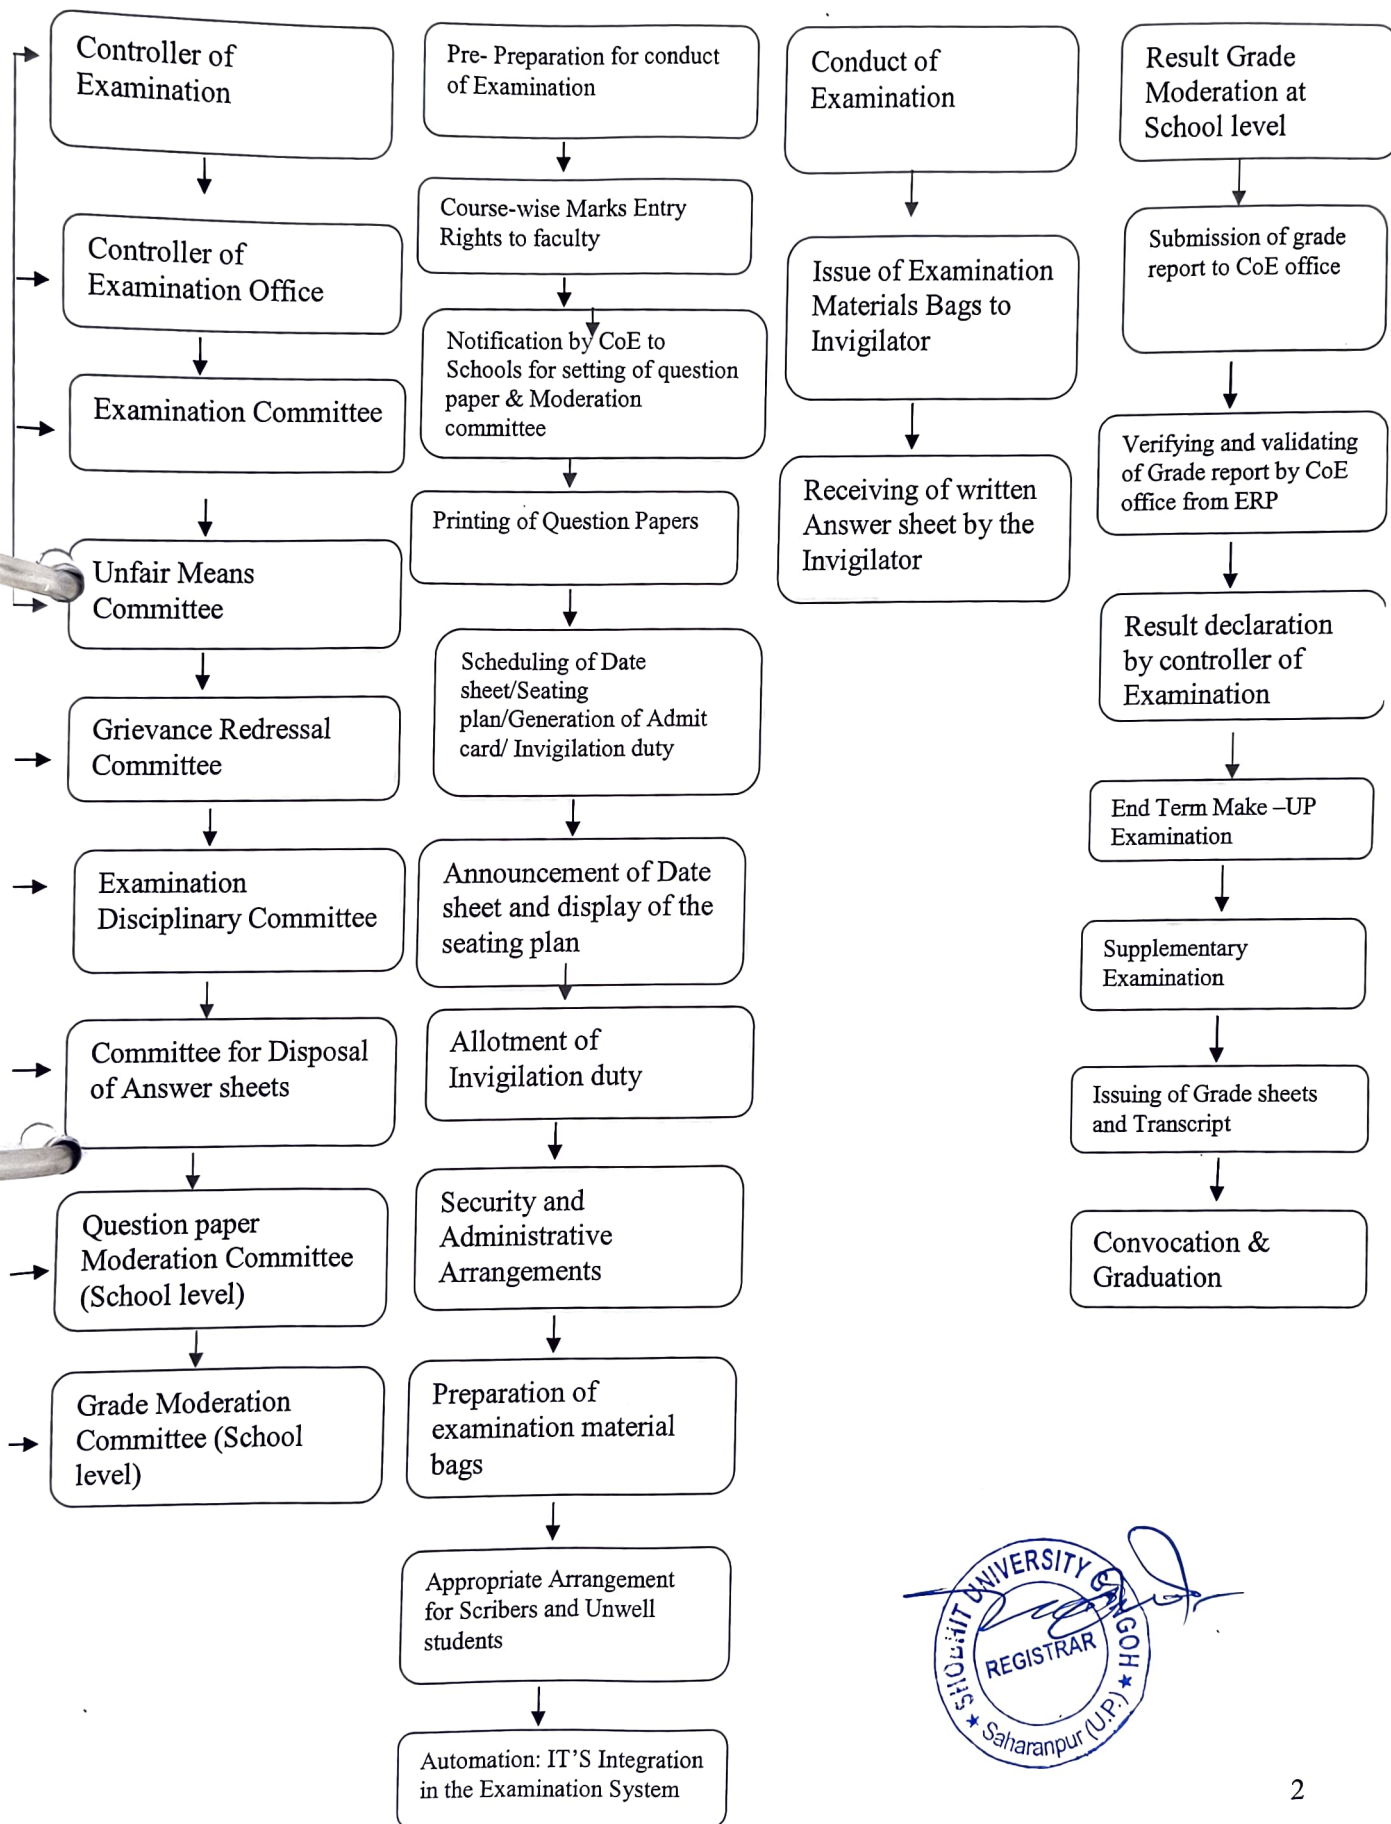 Controller of
Examination
Controller of
Examination Office
Examination Committee
Unfair Means
Committee
Grievance Redressal
Committee
Examination
Disciplinary Committee
Committee for Disposal
of Answer sheets
Question paper
Moderation Committee
(School level)
Grade Moderation
Committee (School
level)
Pre- Preparation for conduct
of Examination
Course-wise Marks Entry
Rights to faculty
Notification by CoE to
Schools for setting of question
paper & Moderation
committee
Printing of Question Papers
Scheduling of Date
sheet/Seating
plan/Generation of Admit
card/ Invigilation duty
Announcement of Date
sheet and display of the
seating plan
Allotment of
Invigilation duty
Security and
Administrative
Arrangements
Preparation of
examination material
bags
Appropriate Arrangement
for Scribers and Unwell
students
Automation: IT'S Integration
in the Examination System
Conduct of
Examination
Issue of Examination
Materials Bags to
Invigilator
Receiving of written
Answer sheet by the
Invigilator
Result Grade
Moderation at
School level
Submission of grade
report to CoE office
Verifying and validating
of Grade report by CoE
office from ERP
Result declaration
by controller of
Examination
End Term Make –UP
Examination
Supplementary
Examination
Issuing of Grade sheets
and Transcript
Convocation &
Graduation
SHOBHIT UNIVERSITY GANGOH
REGISTRAR
Saharanpur (U.P.)
2